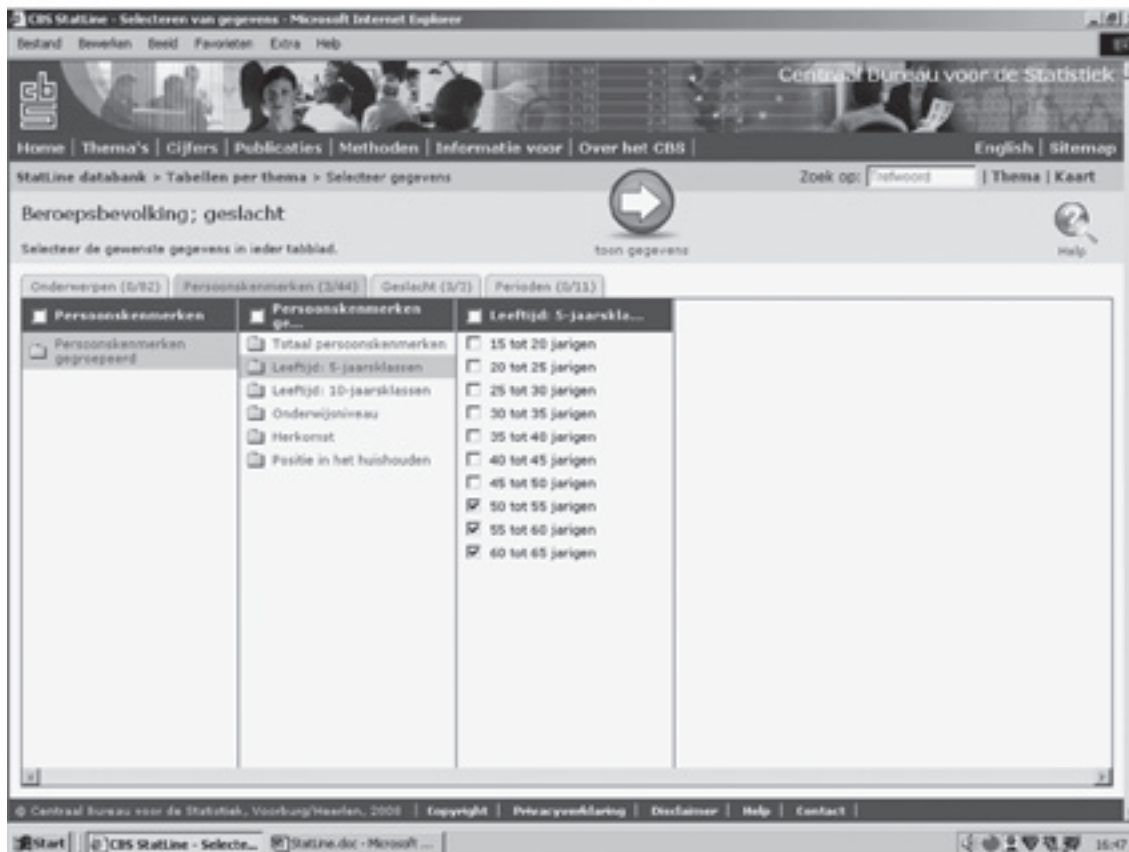 CBS StatLine - Selecteren van gegevens - Microsoft Internet Explorer
Bestand Bewerken Beeld Favorieten Extra Help
Centraal Bureau voor de Statistiek
Home | Thema's | Cijfers | Publicaties | Methoden | Informatie voor | Over het CBS | English | Sitemap
StatLine databank > Tabellen per thema > Selecteer gegevens Zoek op: Trefwoord | Thema | Kaart
Beroepsbevolking; geslacht
Selecteer de gewenste gegevens in ieder tabblad.
toon gegevens
Help
Onderwerpen (0/82) Persoonskenmerken (3/44) Geslacht (3/3) Perioden (0/11)
Persoonskenmerken
Persoonskenmerken gegroepeerd
Persoonskenmerken ge...
Totaal persoonskenmerken
Leeftijd: 5-jaarsklassen
Leeftijd: 10-jaarsklassen
Onderwijsniveau
Herkomst
Positie in het huishouden
Leeftijd: 5-jaarskla...
15 tot 20 jarigen
20 tot 25 jarigen
25 tot 30 jarigen
30 tot 35 jarigen
35 tot 40 jarigen
40 tot 45 jarigen
45 tot 50 jarigen
50 tot 55 jarigen
55 tot 60 jarigen
60 tot 65 jarigen
© Centraal Bureau voor de Statistiek, Voorburg/Heerlen, 2008 | Copyright | Privacyverklaring | Disclaimer | Help | Contact |
Start CBS StatLine - Selecte... StatLine.doc - Microsoft ... 16:47